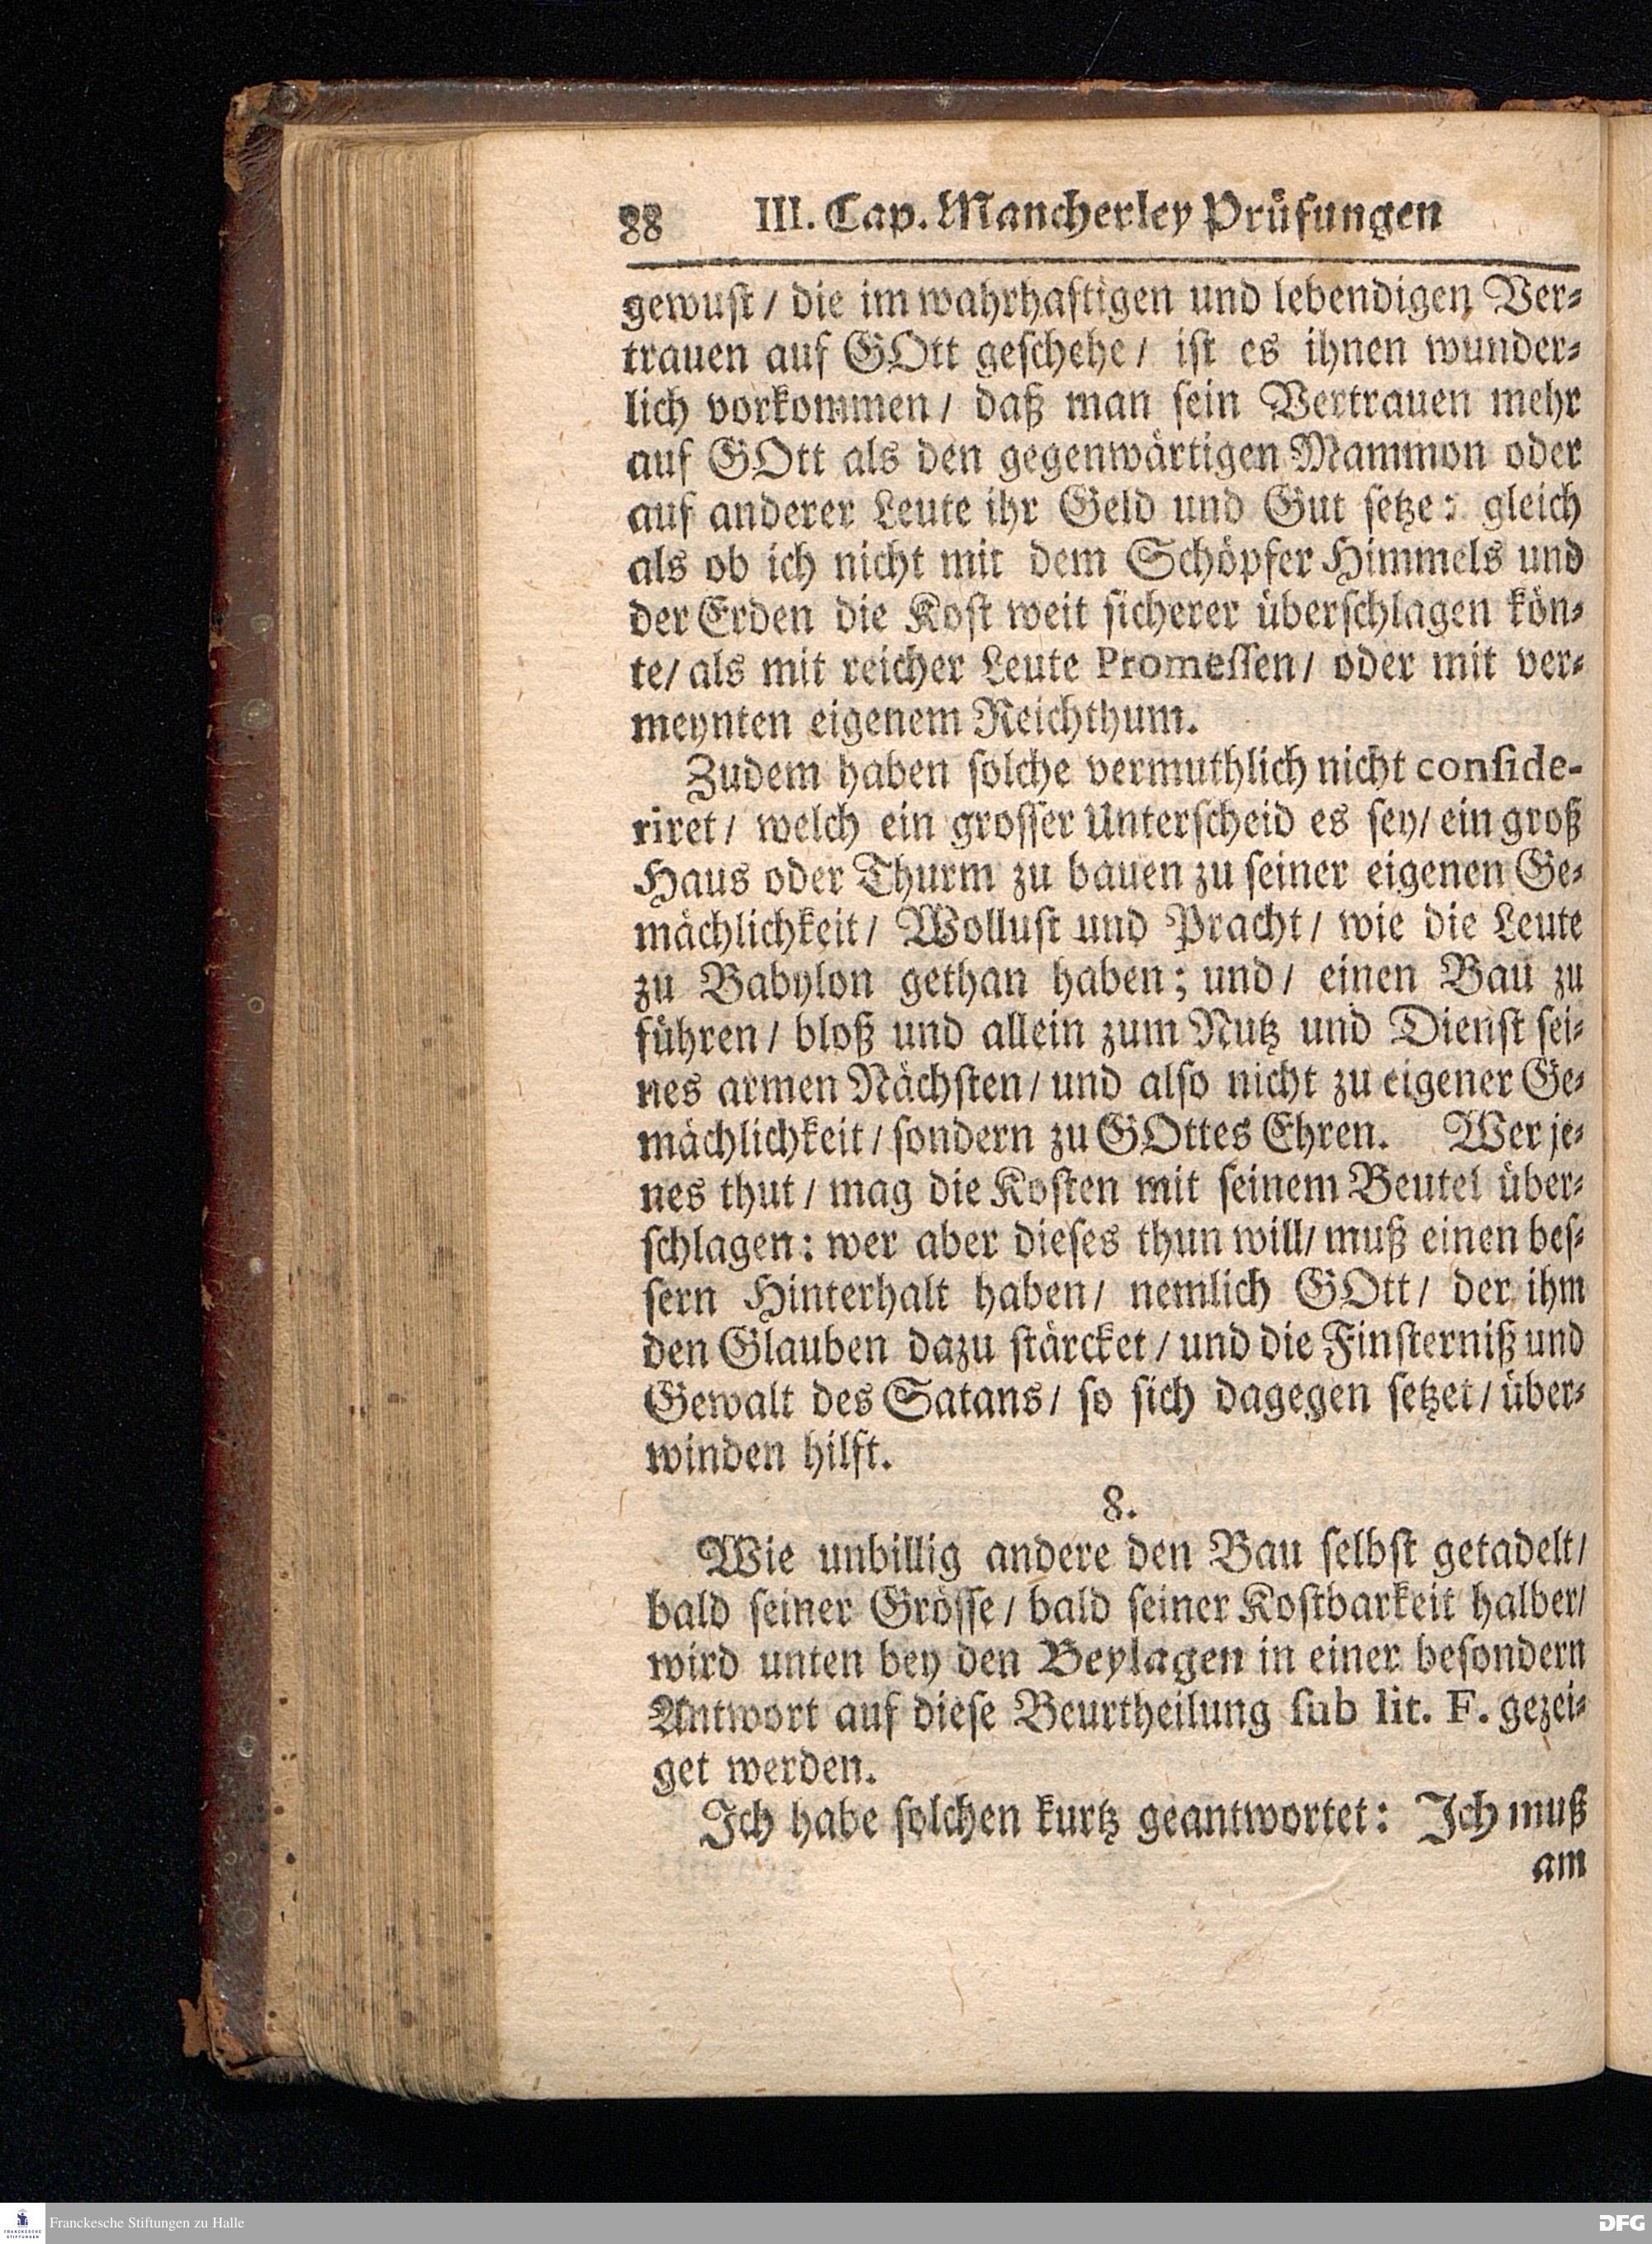 88 III. Cap. Mancherley Prüfungen
gewust / die im wahrhaftigen und lebendigen Ver-
trauen auf GOtt geschehe / ist es ihnen wunder-
lich vorkommen / daß man sein Vertrauen mehr
auf GOtt als den gegenwärtigen Mammon oder
auf anderer Leute ihr Geld und Gut setze: gleich
als ob ich nicht mit dem Schöpfer Himmels und
der Erden die Kost weit sicherer überschlagen kön-
te / als mit reicher Leute Promessen / oder mit ver-
meynten eigenem Reichthum.
Zudem haben solche vermuthlich nicht conside-
riret / welch ein grosser Unterscheid es sey / ein groß
Haus oder Thurm zu bauen zu seiner eigenen Ge-
mächlichkeit / Wollust und Pracht / wie die Leute
zu Babylon gethan haben; und / einen Bau zu
führen / bloß und allein zum Nutz und Dienst sei-
nes armen Nächsten / und also nicht zu eigener Ge-
mächlichkeit / sondern zu GOttes Ehren. Wer je-
nes thut / mag die Kosten mit seinem Beutel über-
schlagen: wer aber dieses thun will / muß einen bes-
sern Hinterhalt haben / nemlich GOtt / der ihm
den Glauben dazu stärcket / und die Finsterniß und
Gewalt des Satans / so sich dagegen setzet / über-
winden hilft.
8.
Wie unbillig andere den Bau selbst getadelt /
bald seiner Grösse / bald seiner Kostbarkeit halber /
wird unten bey den Beylagen in einer besondern
Antwort auf diese Beurtheilung sub lit. F. gezei-
get werden.
Ich habe solchen kurtz geantwortet: Ich muß
am
FRANCKESCHE STIFTUNGEN
Franckesche Stiftungen zu Halle
DFG